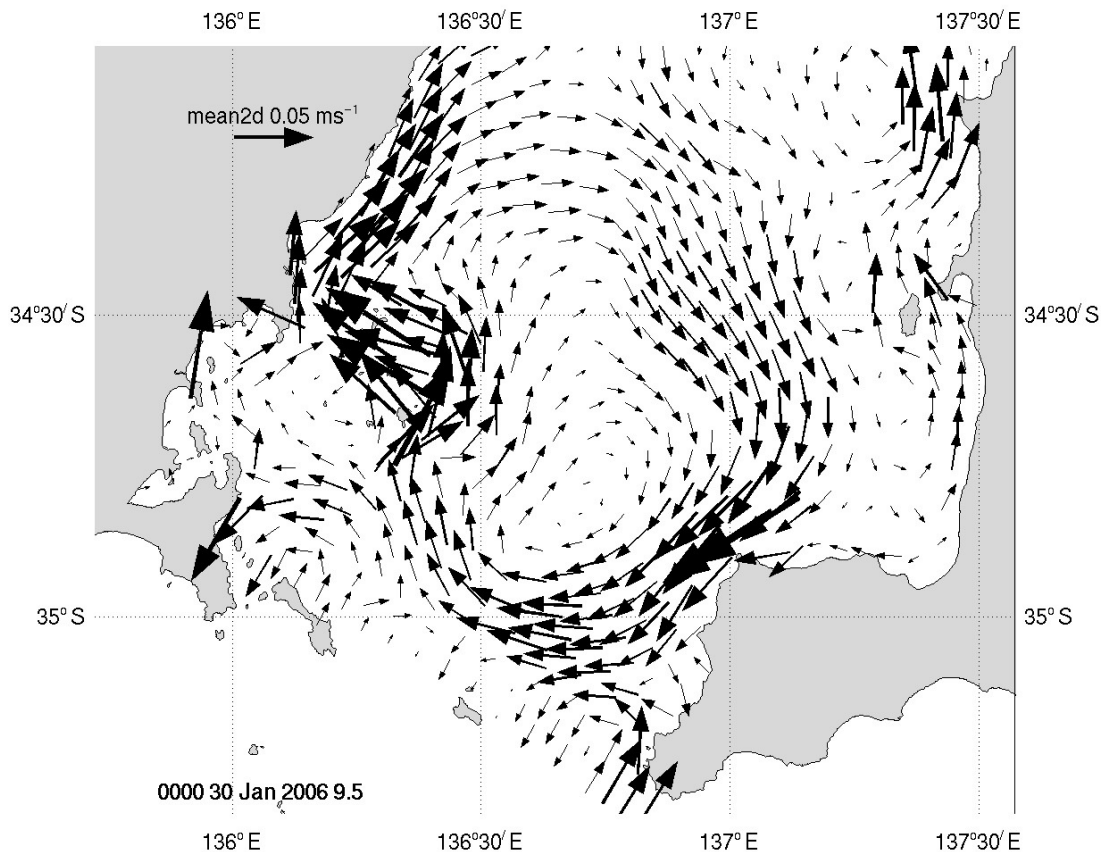 136° E 136°30′ E 137° E 137°30′ E
mean2d 0.05 ms⁻¹
34°30′ S 34°30′ S
35° S 35° S
0000 30 Jan 2006 9.5
136° E 136°30′ E 137° E 137°30′ E